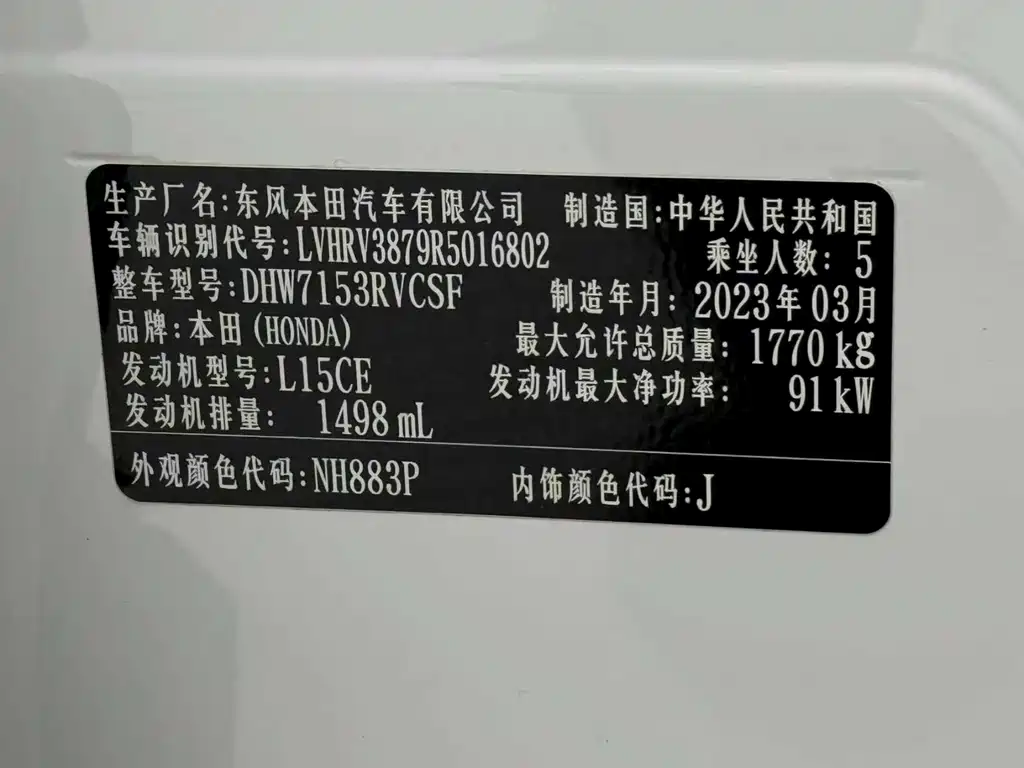 生产厂名:东风本田汽车有限公司 制造国:中华人民共和国
车辆识别代号:LVHRV3879R5016802 乘坐人数: 5
整车型号:DHW7153RVCSF 制造年月: 2023年 03月
品牌:本田(HONDA) 最大允许总质量: 1770 kg
发动机型号:L15CE 发动机最大净功率: 91 kW
发动机排量: 1498 mL
外观颜色代码:NH883P 内饰颜色代码:J